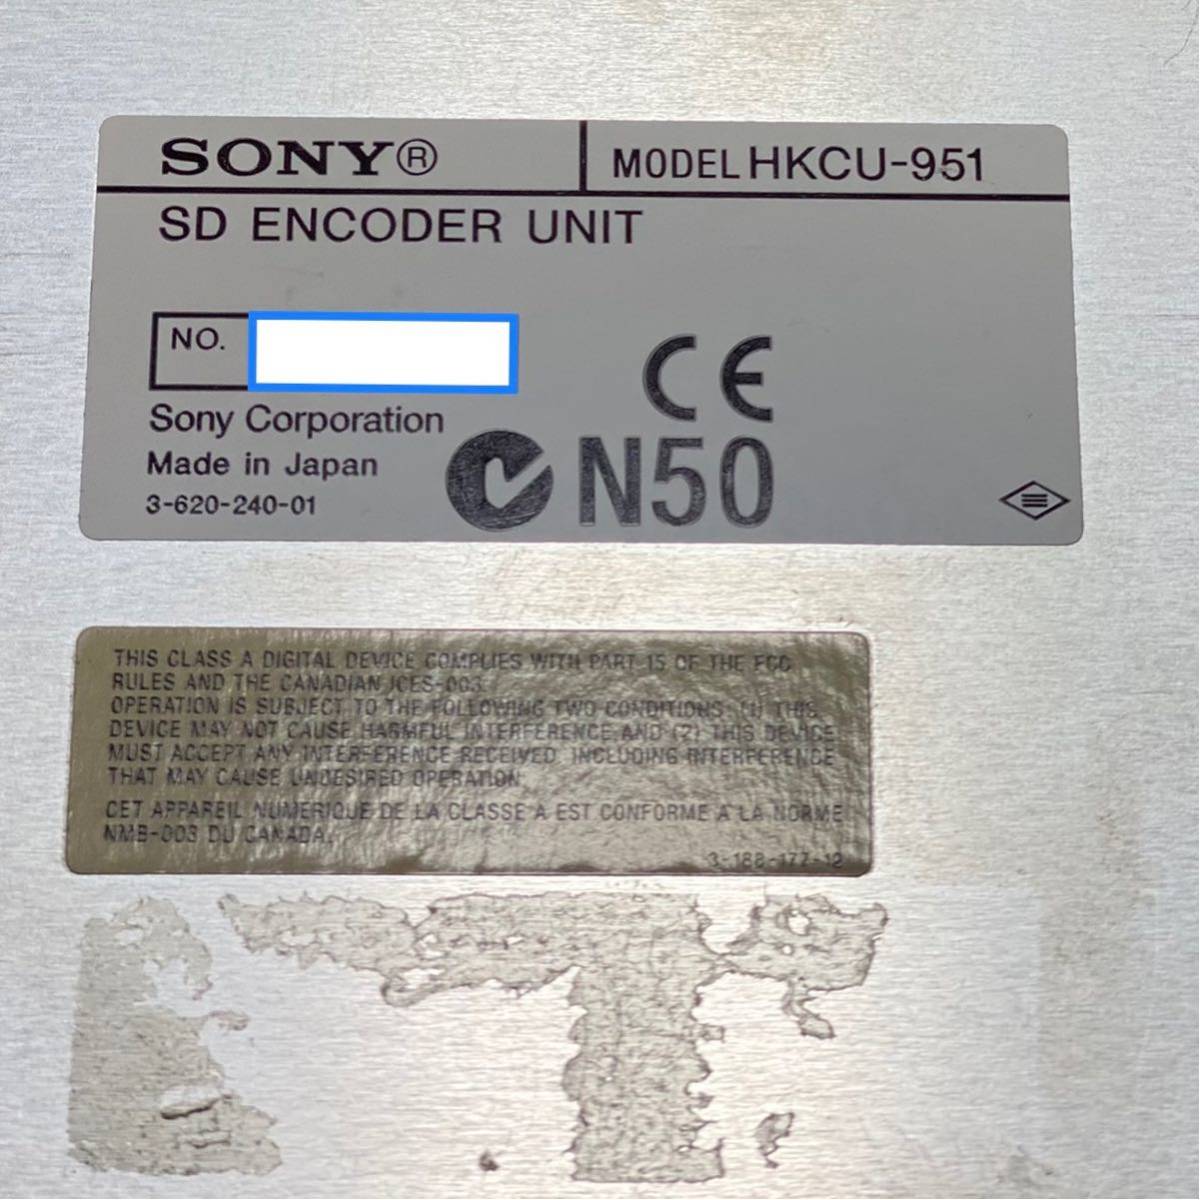 SONY®
MODEL HKCU-951
SD ENCODER UNIT
NO.
Sony Corporation
Made in Japan
3-620-240-01
CE
N50
THIS CLASS A DIGITAL DEVICE COMPLIES WITH PART 15 OF THE FCC
RULES AND THE CANADIAN ICES-003.
OPERATION IS SUBJECT TO THE FOLLOWING TWO CONDITIONS: (1) THIS
DEVICE MAY NOT CAUSE HARMFUL INTERFERENCE AND (2) THIS DEVICE
MUST ACCEPT ANY INTERFERENCE RECEIVED INCLUDING INTERFERENCE
THAT MAY CAUSE UNDESIRED OPERATION.
CET APPAREIL NUMERIQUE DE LA CLASSE A EST CONFORME A LA NORME
NMB-003 DU CANADA.
3-188-177-12